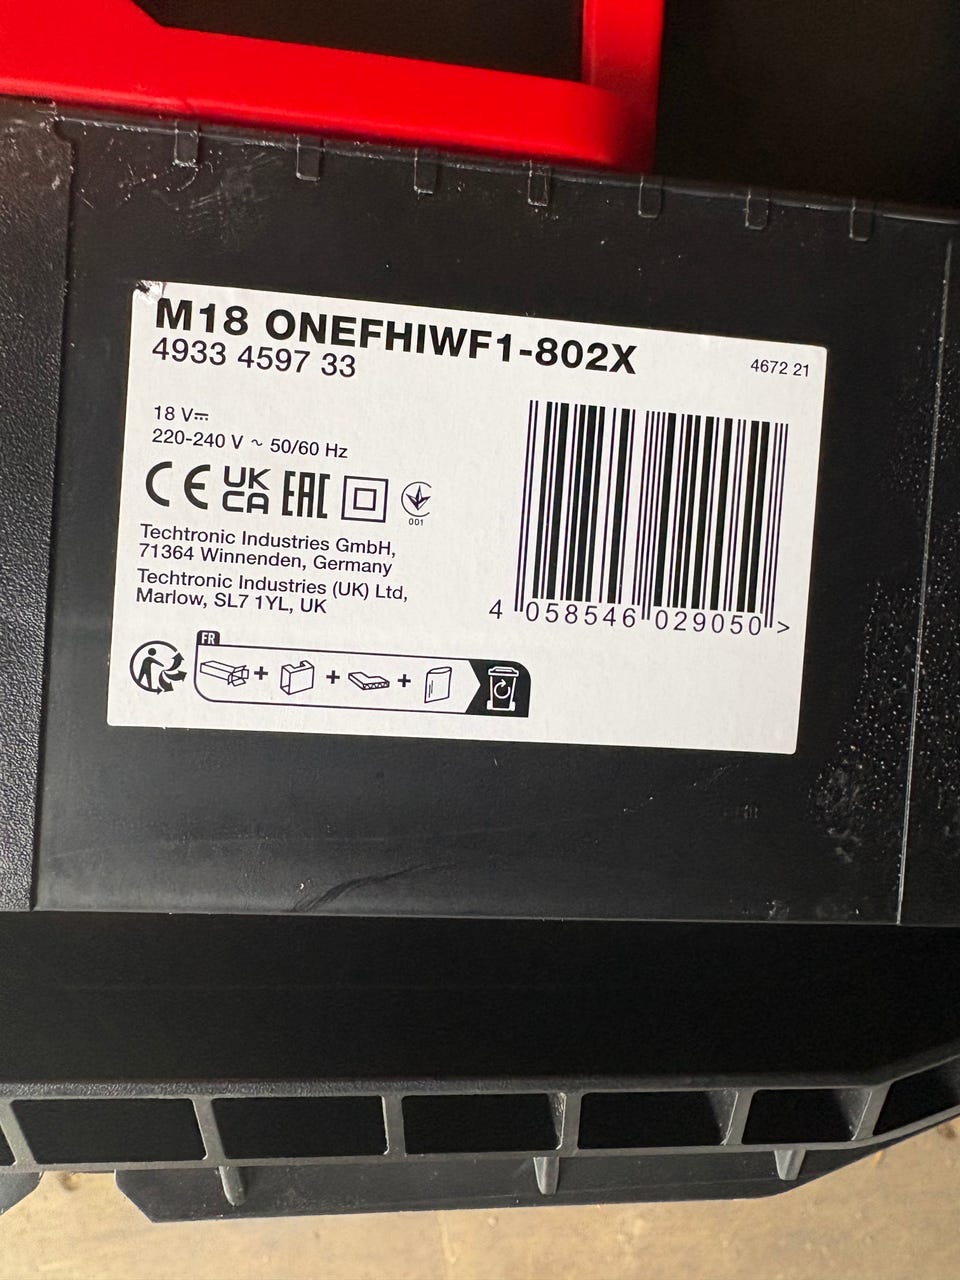 M18 ONEFHIWF1-802X
4933 4597 33
4672 21
18 V⎓
220-240 V ~ 50/60 Hz
CE UK CA EAC
001
Techtronic Industries GmbH,
71364 Winnenden, Germany
Techtronic Industries (UK) Ltd,
Marlow, SL7 1YL, UK
4 058546 029050 >
FR
+ + +